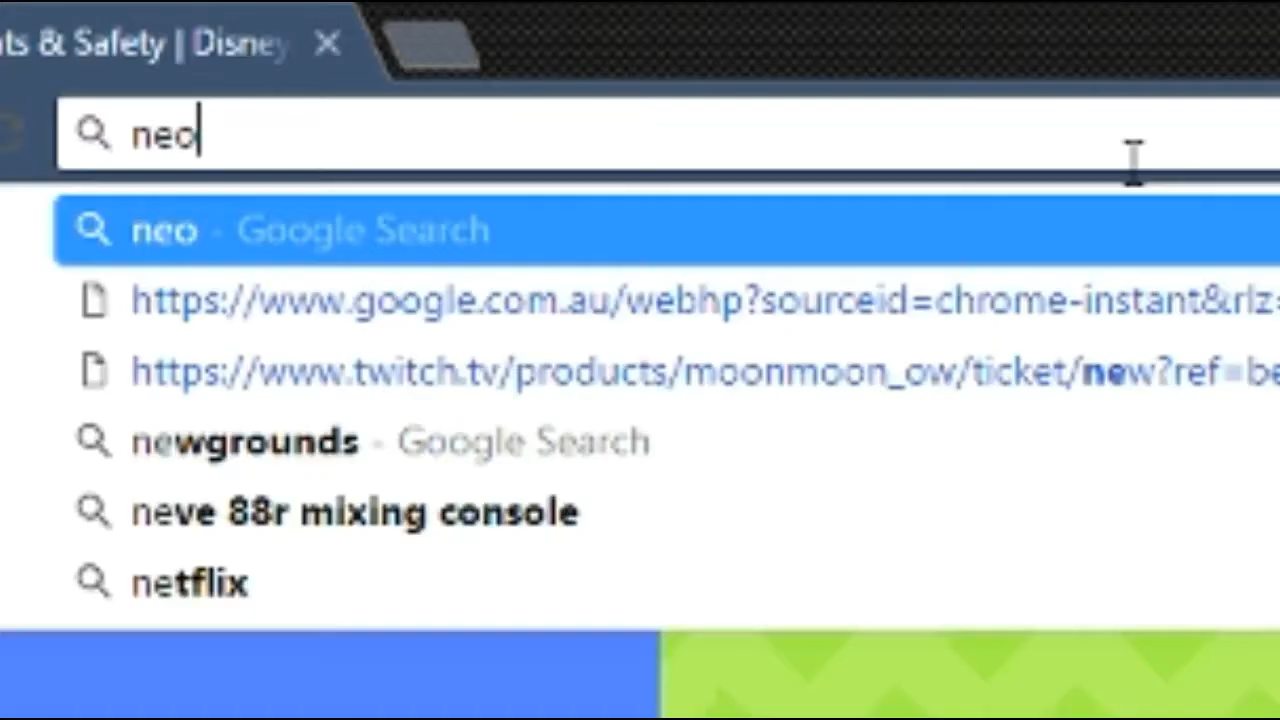 ts & Safety | Disney
neo
neo - Google Search
https://www.google.com.au/webhp?sourceid=chrome-instant&rlz=
https://www.twitch.tv/products/moonmoon_ow/ticket/new?ref=be
newgrounds - Google Search
neve 88r mixing console
netflix